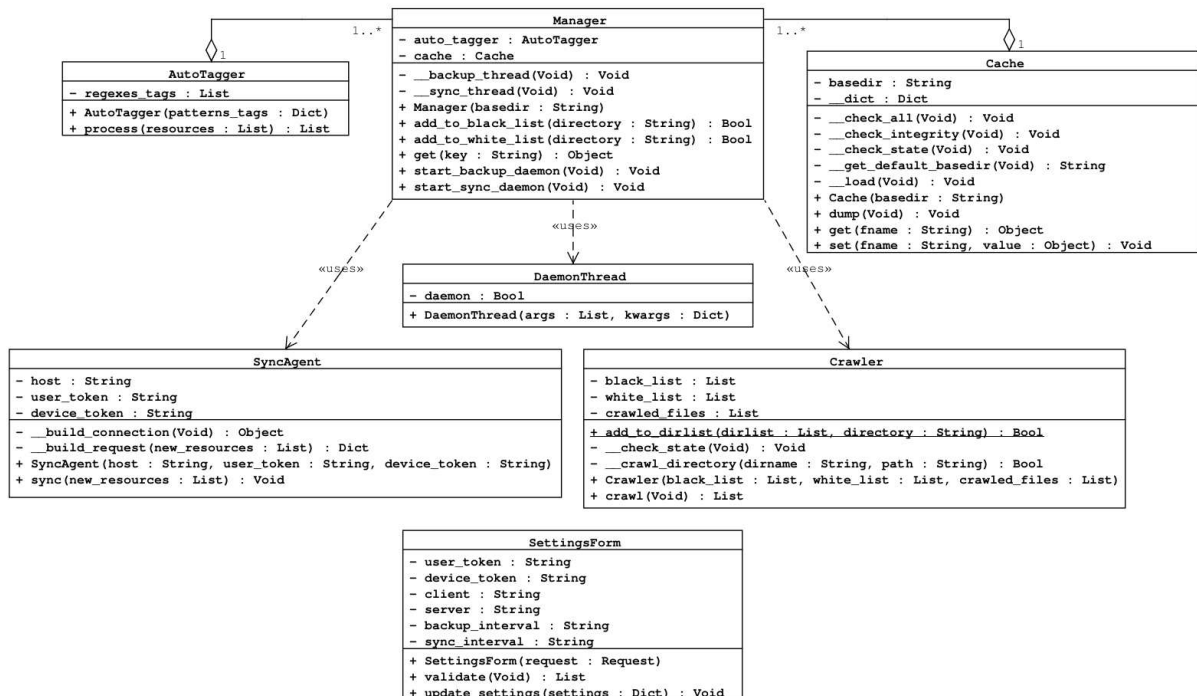 Manager
- auto_tagger : AutoTagger
- cache : Cache
- __backup_thread(Void) : Void
- __sync_thread(Void) : Void
+ Manager(basedir : String)
+ add_to_black_list(directory : String) : Bool
+ add_to_white_list(directory : String) : Bool
+ get(key : String) : Object
+ start_backup_daemon(Void) : Void
+ start_sync_daemon(Void) : Void
1..*
1
1..*
1
AutoTagger
- regexes_tags : List
+ AutoTagger(patterns_tags : Dict)
+ process(resources : List) : List
Cache
- basedir : String
- __dict : Dict
- __check_all(Void) : Void
- __check_integrity(Void) : Void
- __check_state(Void) : Void
- __get_default_basedir(Void) : String
- __load(Void) : Void
+ Cache(basedir : String)
+ dump(Void) : Void
+ get(fname : String) : Object
+ set(fname : String, value : Object) : Void
«uses»
«uses»
«uses»
DaemonThread
- daemon : Bool
+ DaemonThread(args : List, kwargs : Dict)
SyncAgent
- host : String
- user_token : String
- device_token : String
- __build_connection(Void) : Object
- __build_request(new_resources : List) : Dict
+ SyncAgent(host : String, user_token : String, device_token : String)
+ sync(new_resources : List) : Void
Crawler
- black_list : List
- white_list : List
- crawled_files : List
+ add_to_dirlist(dirlist : List, directory : String) : Bool
- __check_state(Void) : Void
- __crawl_directory(dirname : String, path : String) : Bool
+ Crawler(black_list : List, white_list : List, crawled_files : List)
+ crawl(Void) : List
SettingsForm
- user_token : String
- device_token : String
- client : String
- server : String
- backup_interval : String
- sync_interval : String
+ SettingsForm(request : Request)
+ validate(Void) : List
+ update_settings(settings : Dict) : Void